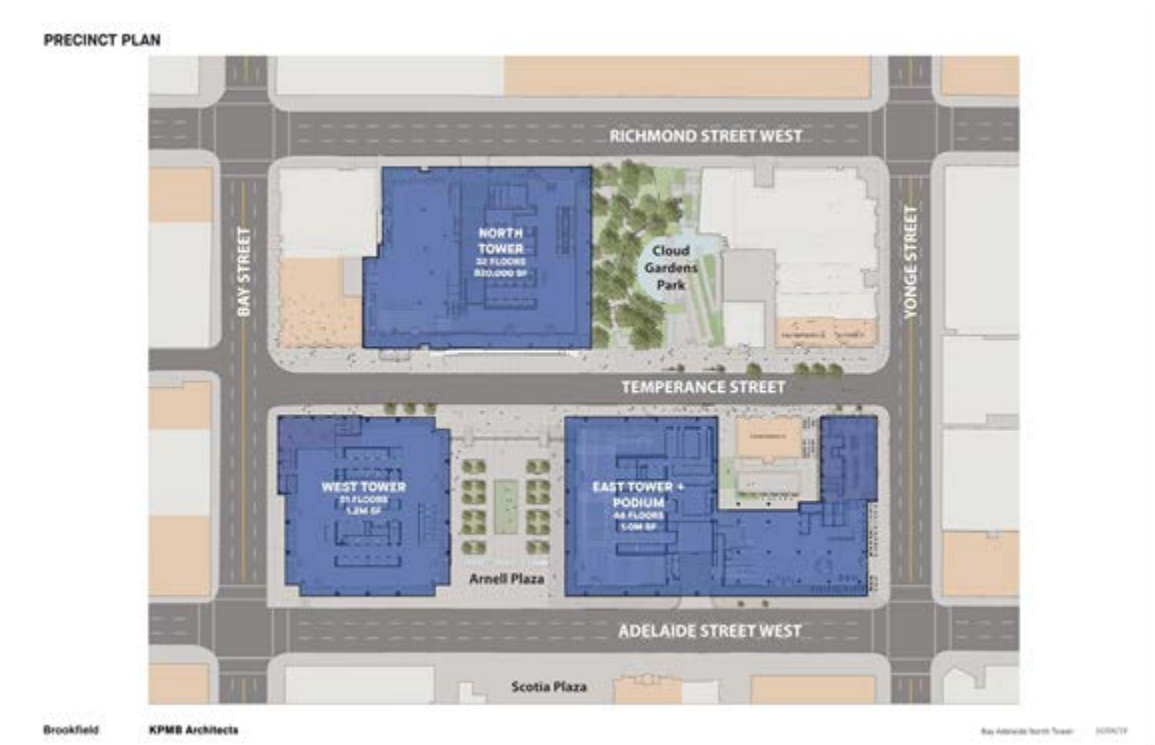 PRECINCT PLAN
RICHMOND STREET WEST
BAY STREET
YONGE STREET
NORTH
TOWER
32 FLOORS
820,000 SF
Cloud
Gardens
Park
TEMPERANCE STREET
WEST TOWER
51 FLOORS
1.2M SF
EAST TOWER +
PODIUM
44 FLOORS
1.0M SF
Arnell Plaza
ADELAIDE STREET WEST
Scotia Plaza
Brookfield
KPMB Architects
Bay Adelaide North Tower